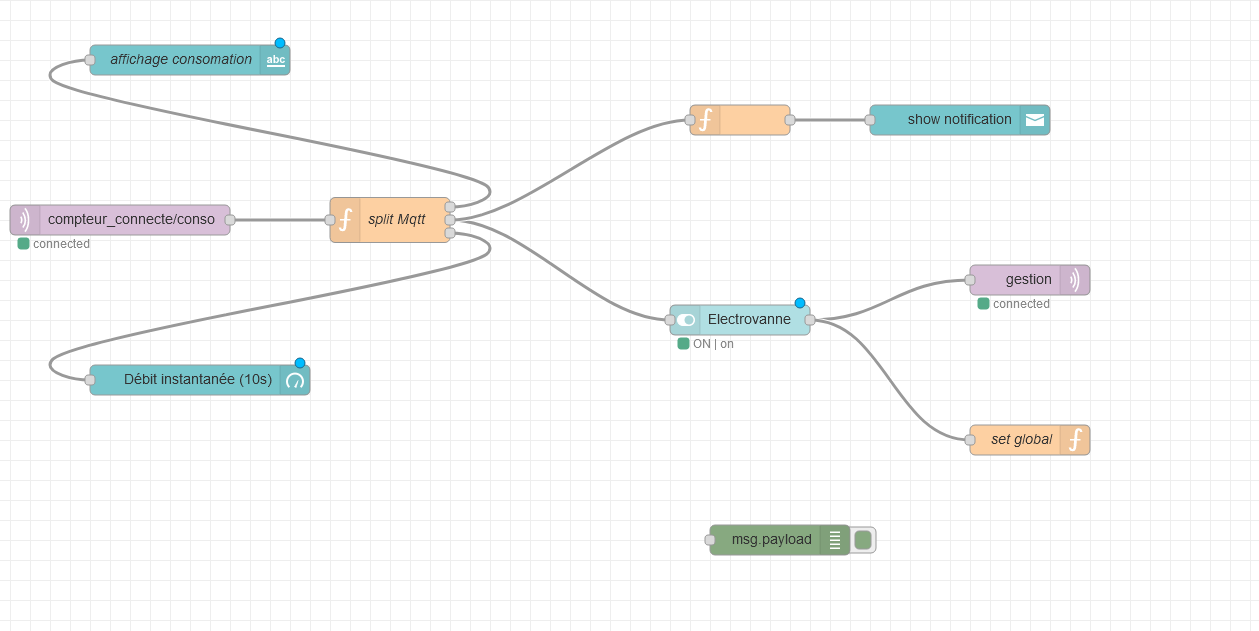 affichage consomation
abc
show notification
compteur_connecte/conso
connected
split Mqtt
gestion
connected
Electrovanne
ON | on
Débit instantanée (10s)
set global
msg.payload